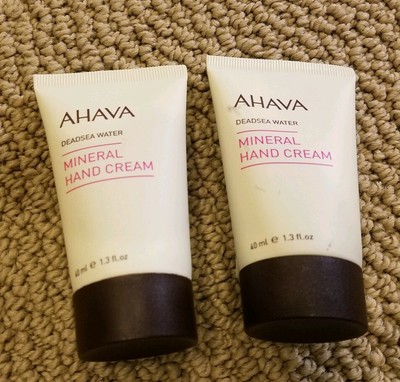 AHAVA
DEADSEA WATER
MINERAL
HAND CREAM
40 ml e 1.3 fl.oz
AHAVA
DEADSEA WATER
MINERAL
HAND CREAM
40 ml e 1.3 fl.oz